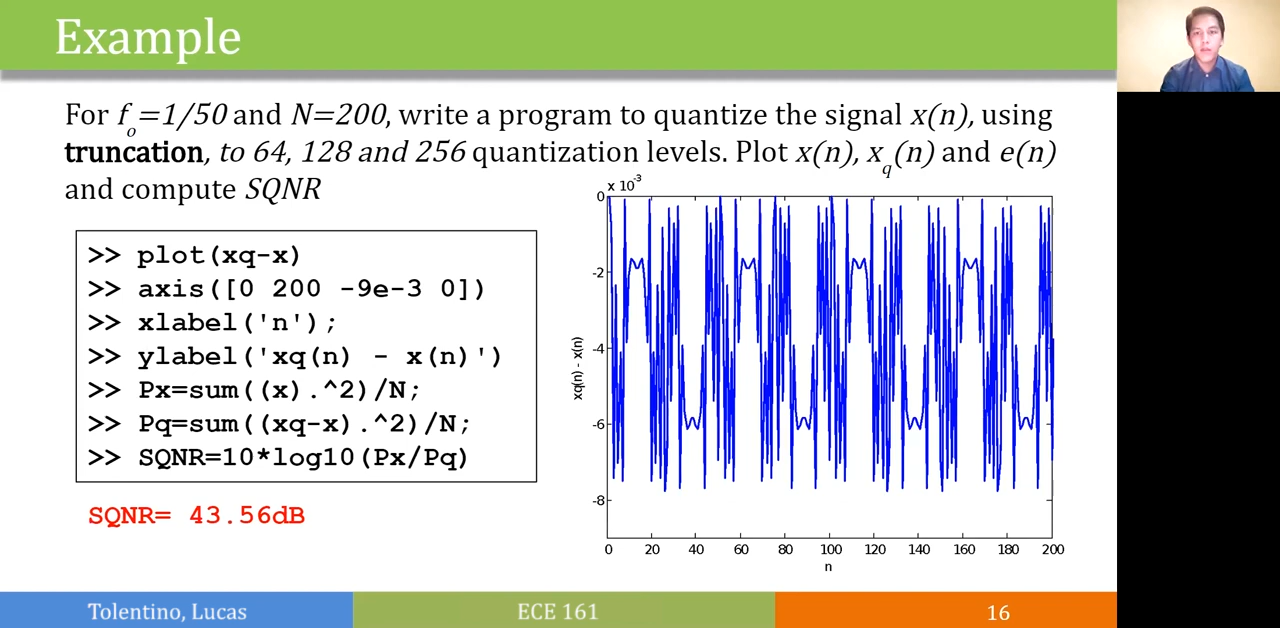 Example
For fo=1/50 and N=200, write a program to quantize the signal x(n), using
truncation, to 64, 128 and 256 quantization levels. Plot x(n), xq(n) and e(n)
and compute SQNR
>> plot(xq-x)
>> axis([0 200 -9e-3 0])
>> xlabel('n');
>> ylabel('xq(n) - x(n)')
>> Px=sum((x).^2)/N;
>> Pq=sum((xq-x).^2)/N;
>> SQNR=10*log10(Px/Pq)
SQNR= 43.56dB
x 10-3
0
-2
-4
-6
-8
xq(n) - x(n)
0 20 40 60 80 100 120 140 160 180 200
n
Tolentino, Lucas
ECE 161
16